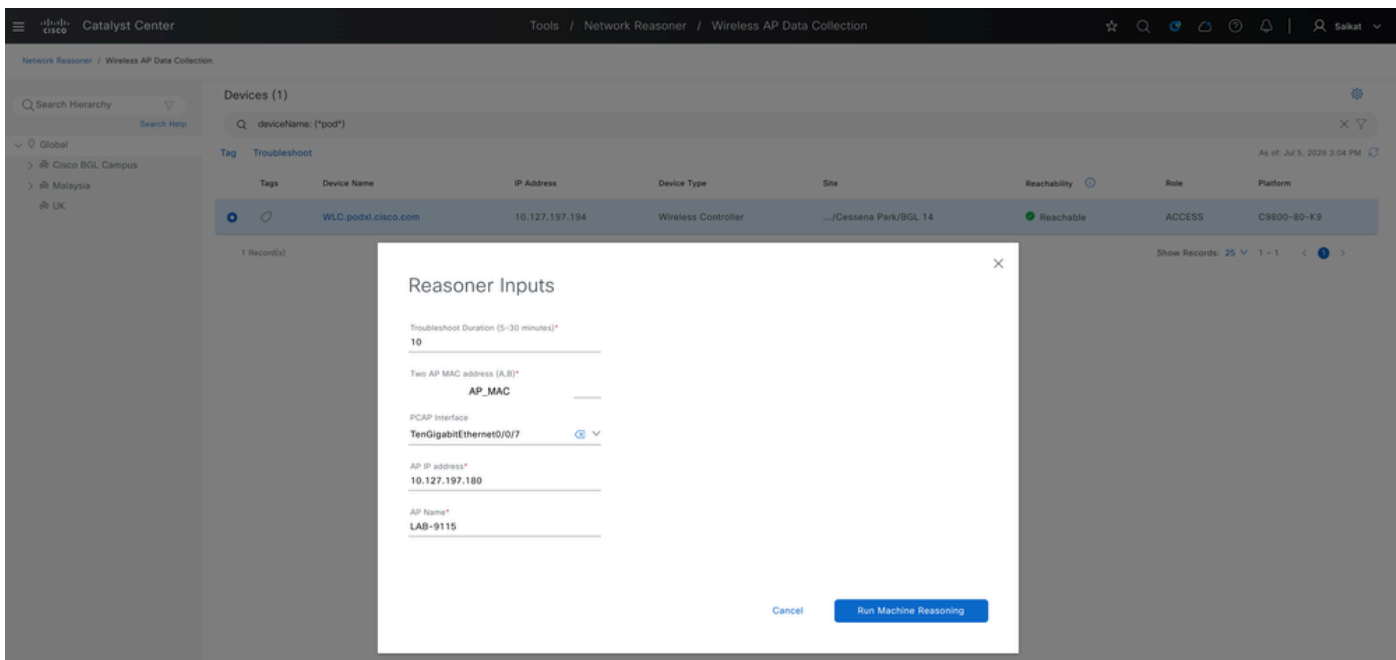 CISCO
Catalyst Center
Tools / Network Reasoner / Wireless AP Data Collection
Saikat
Network Reasoner / Wireless AP Data Collection
Search Hierarchy
Search Help
Global
Cisco BGL Campus
Malaysia
UK
Devices (1)
deviceName: (*pod*)
Tag Troubleshoot
As of: Jul 5, 2026 3:04 PM
Tags Device Name IP Address Device Type Site Reachability Role Platform
WLC.podxl.cisco.com 10.127.197.194 Wireless Controller .../Cessena Park/BGL 14 Reachable ACCESS C9800-80-K9
1 Record(s)
Show Records: 25 1 - 1 1
Reasoner Inputs
Troubleshoot Duration (5-30 minutes)*
10
Two AP MAC address (A,B)*
AP_MAC
PCAP Interface
TenGigabitEthernet0/0/7
AP IP address*
10.127.197.180
AP Name*
LAB-9115
Cancel
Run Machine Reasoning